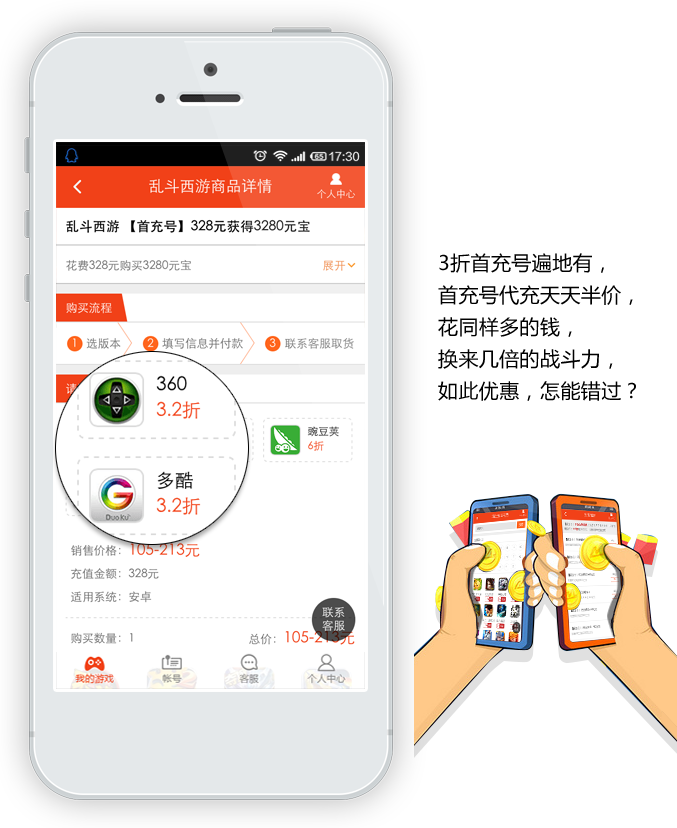 65 17:30
乱斗西游商品详情
个人中心
乱斗西游 【首充号】328元获得3280元宝
花费328元购买3280元宝
展开
购买流程
1 选版本
2 填写信息并付款
3 联系客服取货
请
360
3.2折
豌豆荚
6折
多酷
3.2折
DUOKU
销售价格：105-213元
充值金额：328元
适用系统：安卓
联系
客服
购买数量：1
总价：105-213元
我的游戏
帐号
客服
个人中心
3折首充号遍地有，
首充号代充天天半价，
花同样多的钱，
换来几倍的战斗力，
如此优惠，怎能错过？